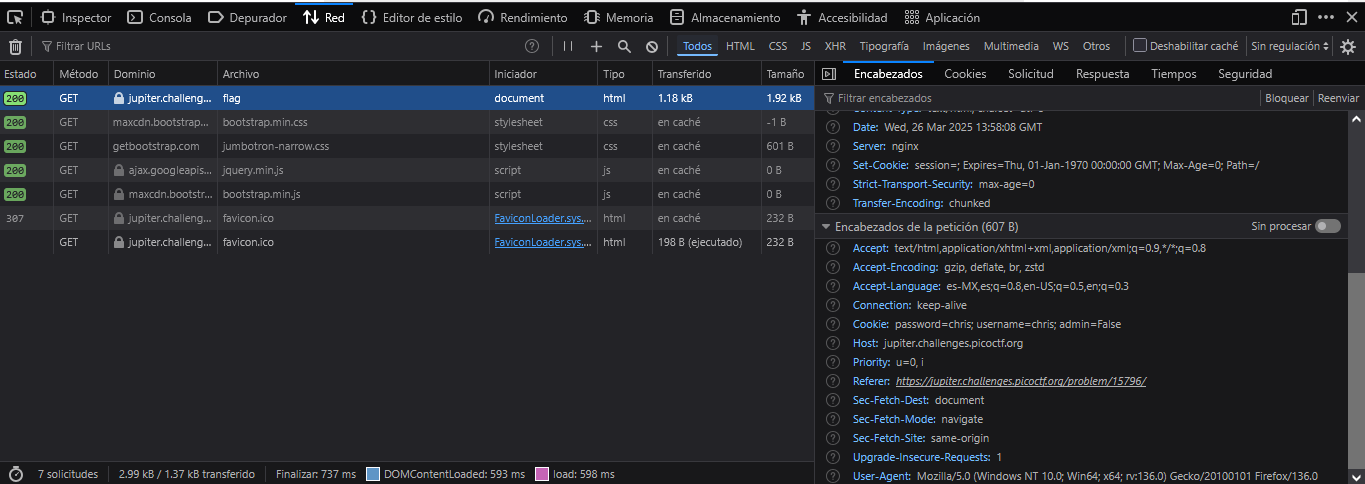 Inspector Consola Depurador Red Editor de estilo Rendimiento Memoria Almacenamiento Accesibilidad Aplicación
Filtrar URLs Todos HTML CSS JS XHR Tipografía Imágenes Multimedia WS Otros Deshabilitar caché Sin regulación
Estado Método Dominio Archivo Iniciador Tipo Transferido Tamaño
200 GET jupiter.challeng... flag document html 1.18 kB 1.92 kB
200 GET maxcdn.bootstrap... bootstrap.min.css stylesheet css en caché -1 B
200 GET getbootstrap.com jumbotron-narrow.css stylesheet css en caché 601 B
200 GET ajax.googleapis... jquery.min.js script js en caché 0 B
200 GET maxcdn.bootstr... bootstrap.min.js script js en caché 0 B
307 GET jupiter.challeng... favicon.ico FaviconLoader.sys.... html en caché 232 B
GET jupiter.challeng... favicon.ico FaviconLoader.sys.... html 198 B (ejecutado) 232 B
7 solicitudes 2.99 kB / 1.37 kB transferido Finalizar: 737 ms DOMContentLoaded: 593 ms load: 598 ms
Encabezados Cookies Solicitud Respuesta Tiempos Seguridad
Filtrar encabezados Bloquear Reenviar
Date: Wed, 26 Mar 2025 13:58:08 GMT
Server: nginx
Set-Cookie: session=; Expires=Thu, 01-Jan-1970 00:00:00 GMT; Max-Age=0; Path=/
Strict-Transport-Security: max-age=0
Transfer-Encoding: chunked
Encabezados de la petición (607 B) Sin procesar
Accept: text/html,application/xhtml+xml,application/xml;q=0.9,*/*;q=0.8
Accept-Encoding: gzip, deflate, br, zstd
Accept-Language: es-MX,es;q=0.8,en-US;q=0.5,en;q=0.3
Connection: keep-alive
Cookie: password=chris; username=chris; admin=False
Host: jupiter.challenges.picoctf.org
Priority: u=0, i
Referer: https://jupiter.challenges.picoctf.org/problem/15796/
Sec-Fetch-Dest: document
Sec-Fetch-Mode: navigate
Sec-Fetch-Site: same-origin
Upgrade-Insecure-Requests: 1
User-Agent: Mozilla/5.0 (Windows NT 10.0; Win64; x64; rv:136.0) Gecko/20100101 Firefox/136.0